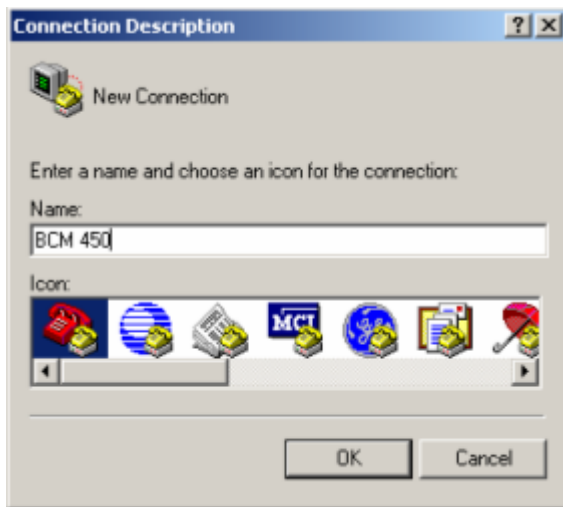 Connection Description
New Connection
Enter a name and choose an icon for the connection:
Name:
BCM 450
Icon:
MCI
OK
Cancel